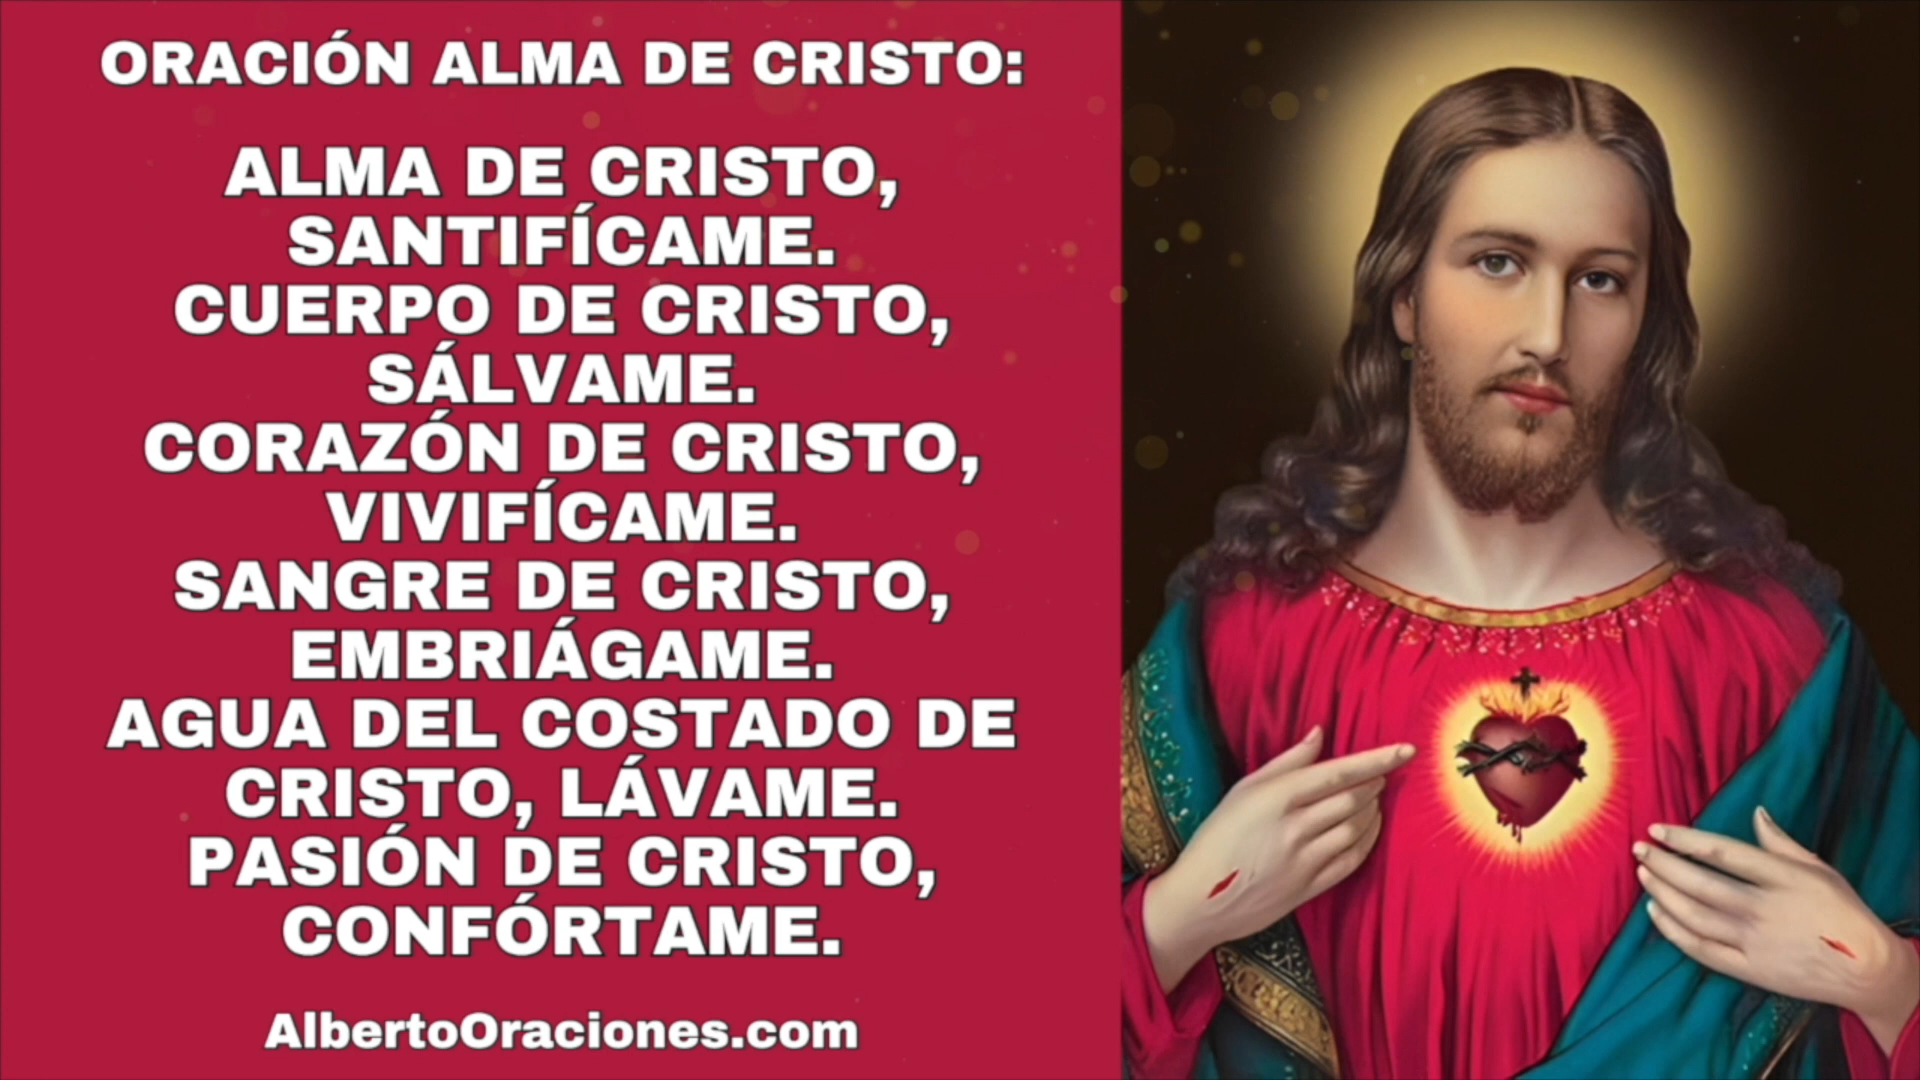 ORACIÓN ALMA DE CRISTO:
ALMA DE CRISTO,
SANTIFÍCAME.
CUERPO DE CRISTO,
SÁLVAME.
CORAZÓN DE CRISTO,
VIVIFÍCAME.
SANGRE DE CRISTO,
EMBRIÁGAME.
AGUA DEL COSTADO DE
CRISTO, LÁVAME.
PASIÓN DE CRISTO,
CONFÓRTAME.
AlbertoOraciones.com